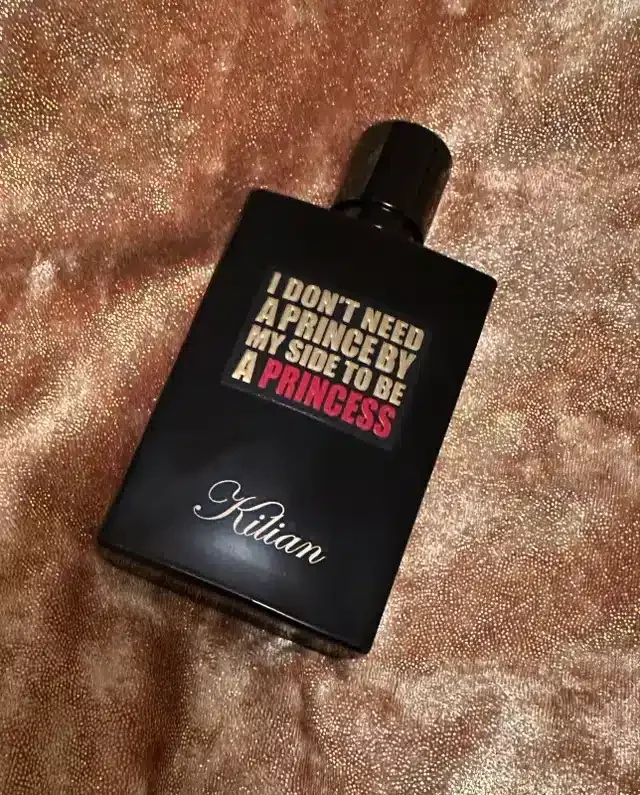 I DON'T NEED
A PRINCE BY
MY SIDE TO BE
A PRINCESS
Kilian